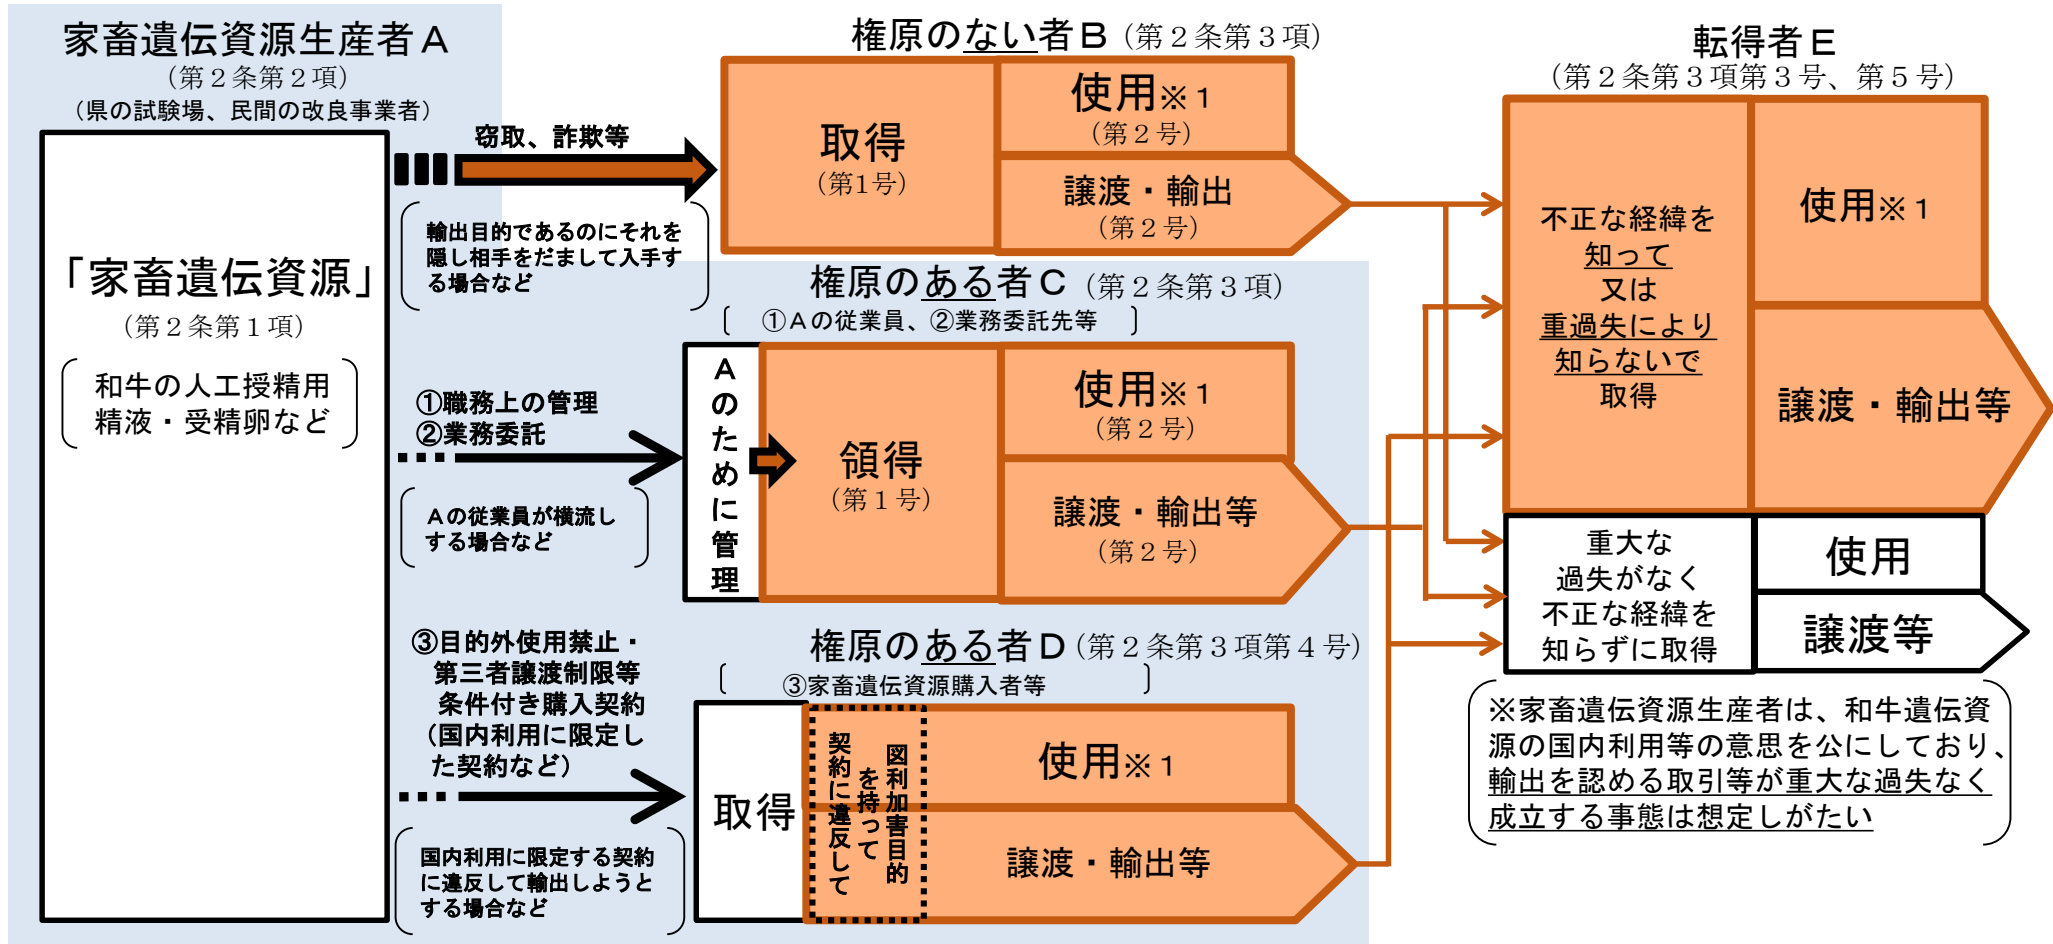 家畜遺伝資源生産者Ａ
（第２条第２項）
（県の試験場、民間の改良事業者）
「家畜遺伝資源」
（第２条第１項）
和牛の人工授精用
精液・受精卵など
窃取、詐欺等
輸出目的であるのにそれを
隠し相手をだまして入手す
る場合など
①職務上の管理
②業務委託
Ａの従業員が横流し
する場合など
③目的外使用禁止・
第三者譲渡制限等
条件付き購入契約
（国内利用に限定し
た契約など）
国内利用に限定する契約
に違反して輸出しようと
する場合など
権原のない者Ｂ（第２条第３項）
取得
（第1号）
使用※１
（第２号）
譲渡・輸出
（第２号）
権原のある者Ｃ（第２条第３項）
①Ａの従業員、②業務委託先等
Ａのために管理
領得
（第１号）
使用※１
（第２号）
譲渡・輸出等
（第２号）
権原のある者Ｄ（第２条第３項第４号）
③家畜遺伝資源購入者等
取得
図利加害目的
を持って
契約に違反して
使用※１
譲渡・輸出等
転得者Ｅ
（第２条第３項第３号、第５号）
不正な経緯を
知って
又は
重過失により
知らないで
取得
使用※１
譲渡・輸出等
重大な
過失がなく
不正な経緯を
知らずに取得
使用
譲渡等
※家畜遺伝資源生産者は、和牛遺伝資
源の国内利用等の意思を公にしており、
輸出を認める取引等が重大な過失なく
成立する事態は想定しがたい